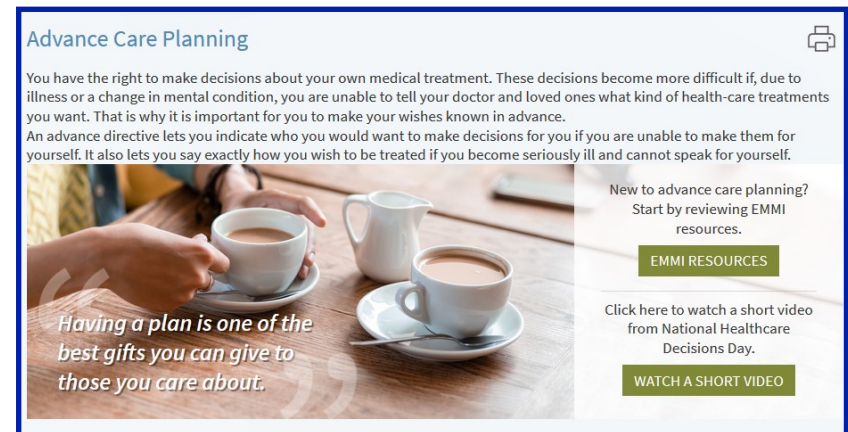 Advance Care Planning
You have the right to make decisions about your own medical treatment. These decisions become more difficult if, due to
illness or a change in mental condition, you are unable to tell your doctor and loved ones what kind of health-care treatments
you want. That is why it is important for you to make your wishes known in advance.
An advance directive lets you indicate who you would want to make decisions for you if you are unable to make them for
yourself. It also lets you say exactly how you wish to be treated if you become seriously ill and cannot speak for yourself.
“
Having a plan is one of the
best gifts you can give to
those you care about.
”
New to advance care planning?
Start by reviewing EMMI
resources.
EMMI RESOURCES
Click here to watch a short video
from National Healthcare
Decisions Day.
WATCH A SHORT VIDEO